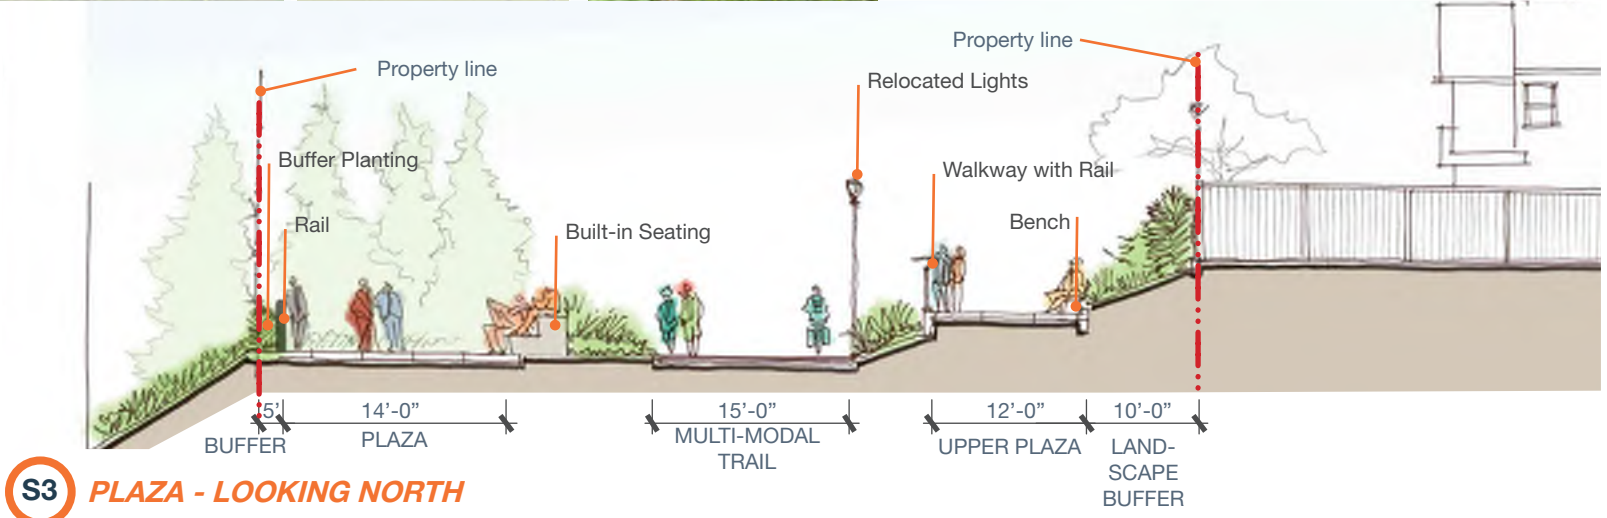 Property line
Property line
Relocated Lights
Buffer Planting
Walkway with Rail
Rail
Built-in Seating
Bench
5’
14’-0”
15’-0”
12’-0”
10’-0”
BUFFER
PLAZA
MULTI-MODAL
TRAIL
UPPER PLAZA
LAND-
SCAPE
BUFFER
S3
PLAZA - LOOKING NORTH